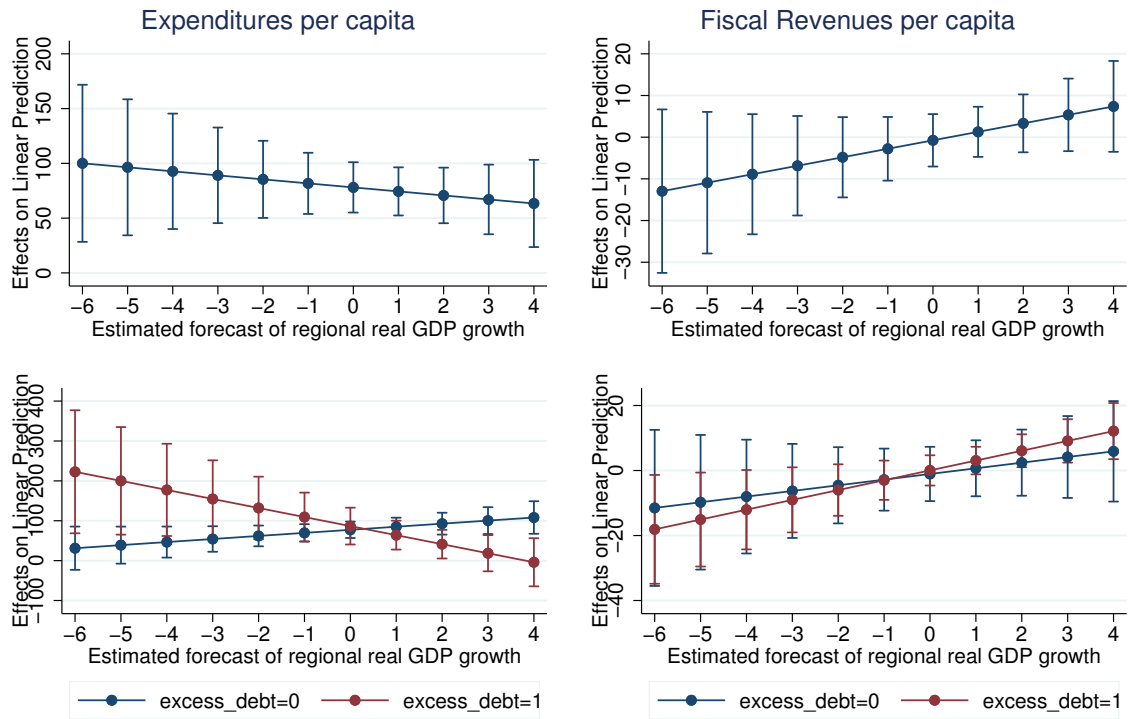 Expenditures per capita
Effects on Linear Prediction
200
150
100
50
0
−6 −5 −4 −3 −2 −1 0 1 2 3 4
Estimated forecast of regional real GDP growth
Fiscal Revenues per capita
Effects on Linear Prediction
20
10
0
−10
−20
−30
−6 −5 −4 −3 −2 −1 0 1 2 3 4
Estimated forecast of regional real GDP growth
Effects on Linear Prediction
400
300
200
100
0
−100
−6 −5 −4 −3 −2 −1 0 1 2 3 4
Estimated forecast of regional real GDP growth
excess_debt=0 excess_debt=1
Effects on Linear Prediction
20
0
−20
−40
−6 −5 −4 −3 −2 −1 0 1 2 3 4
Estimated forecast of regional real GDP growth
excess_debt=0 excess_debt=1